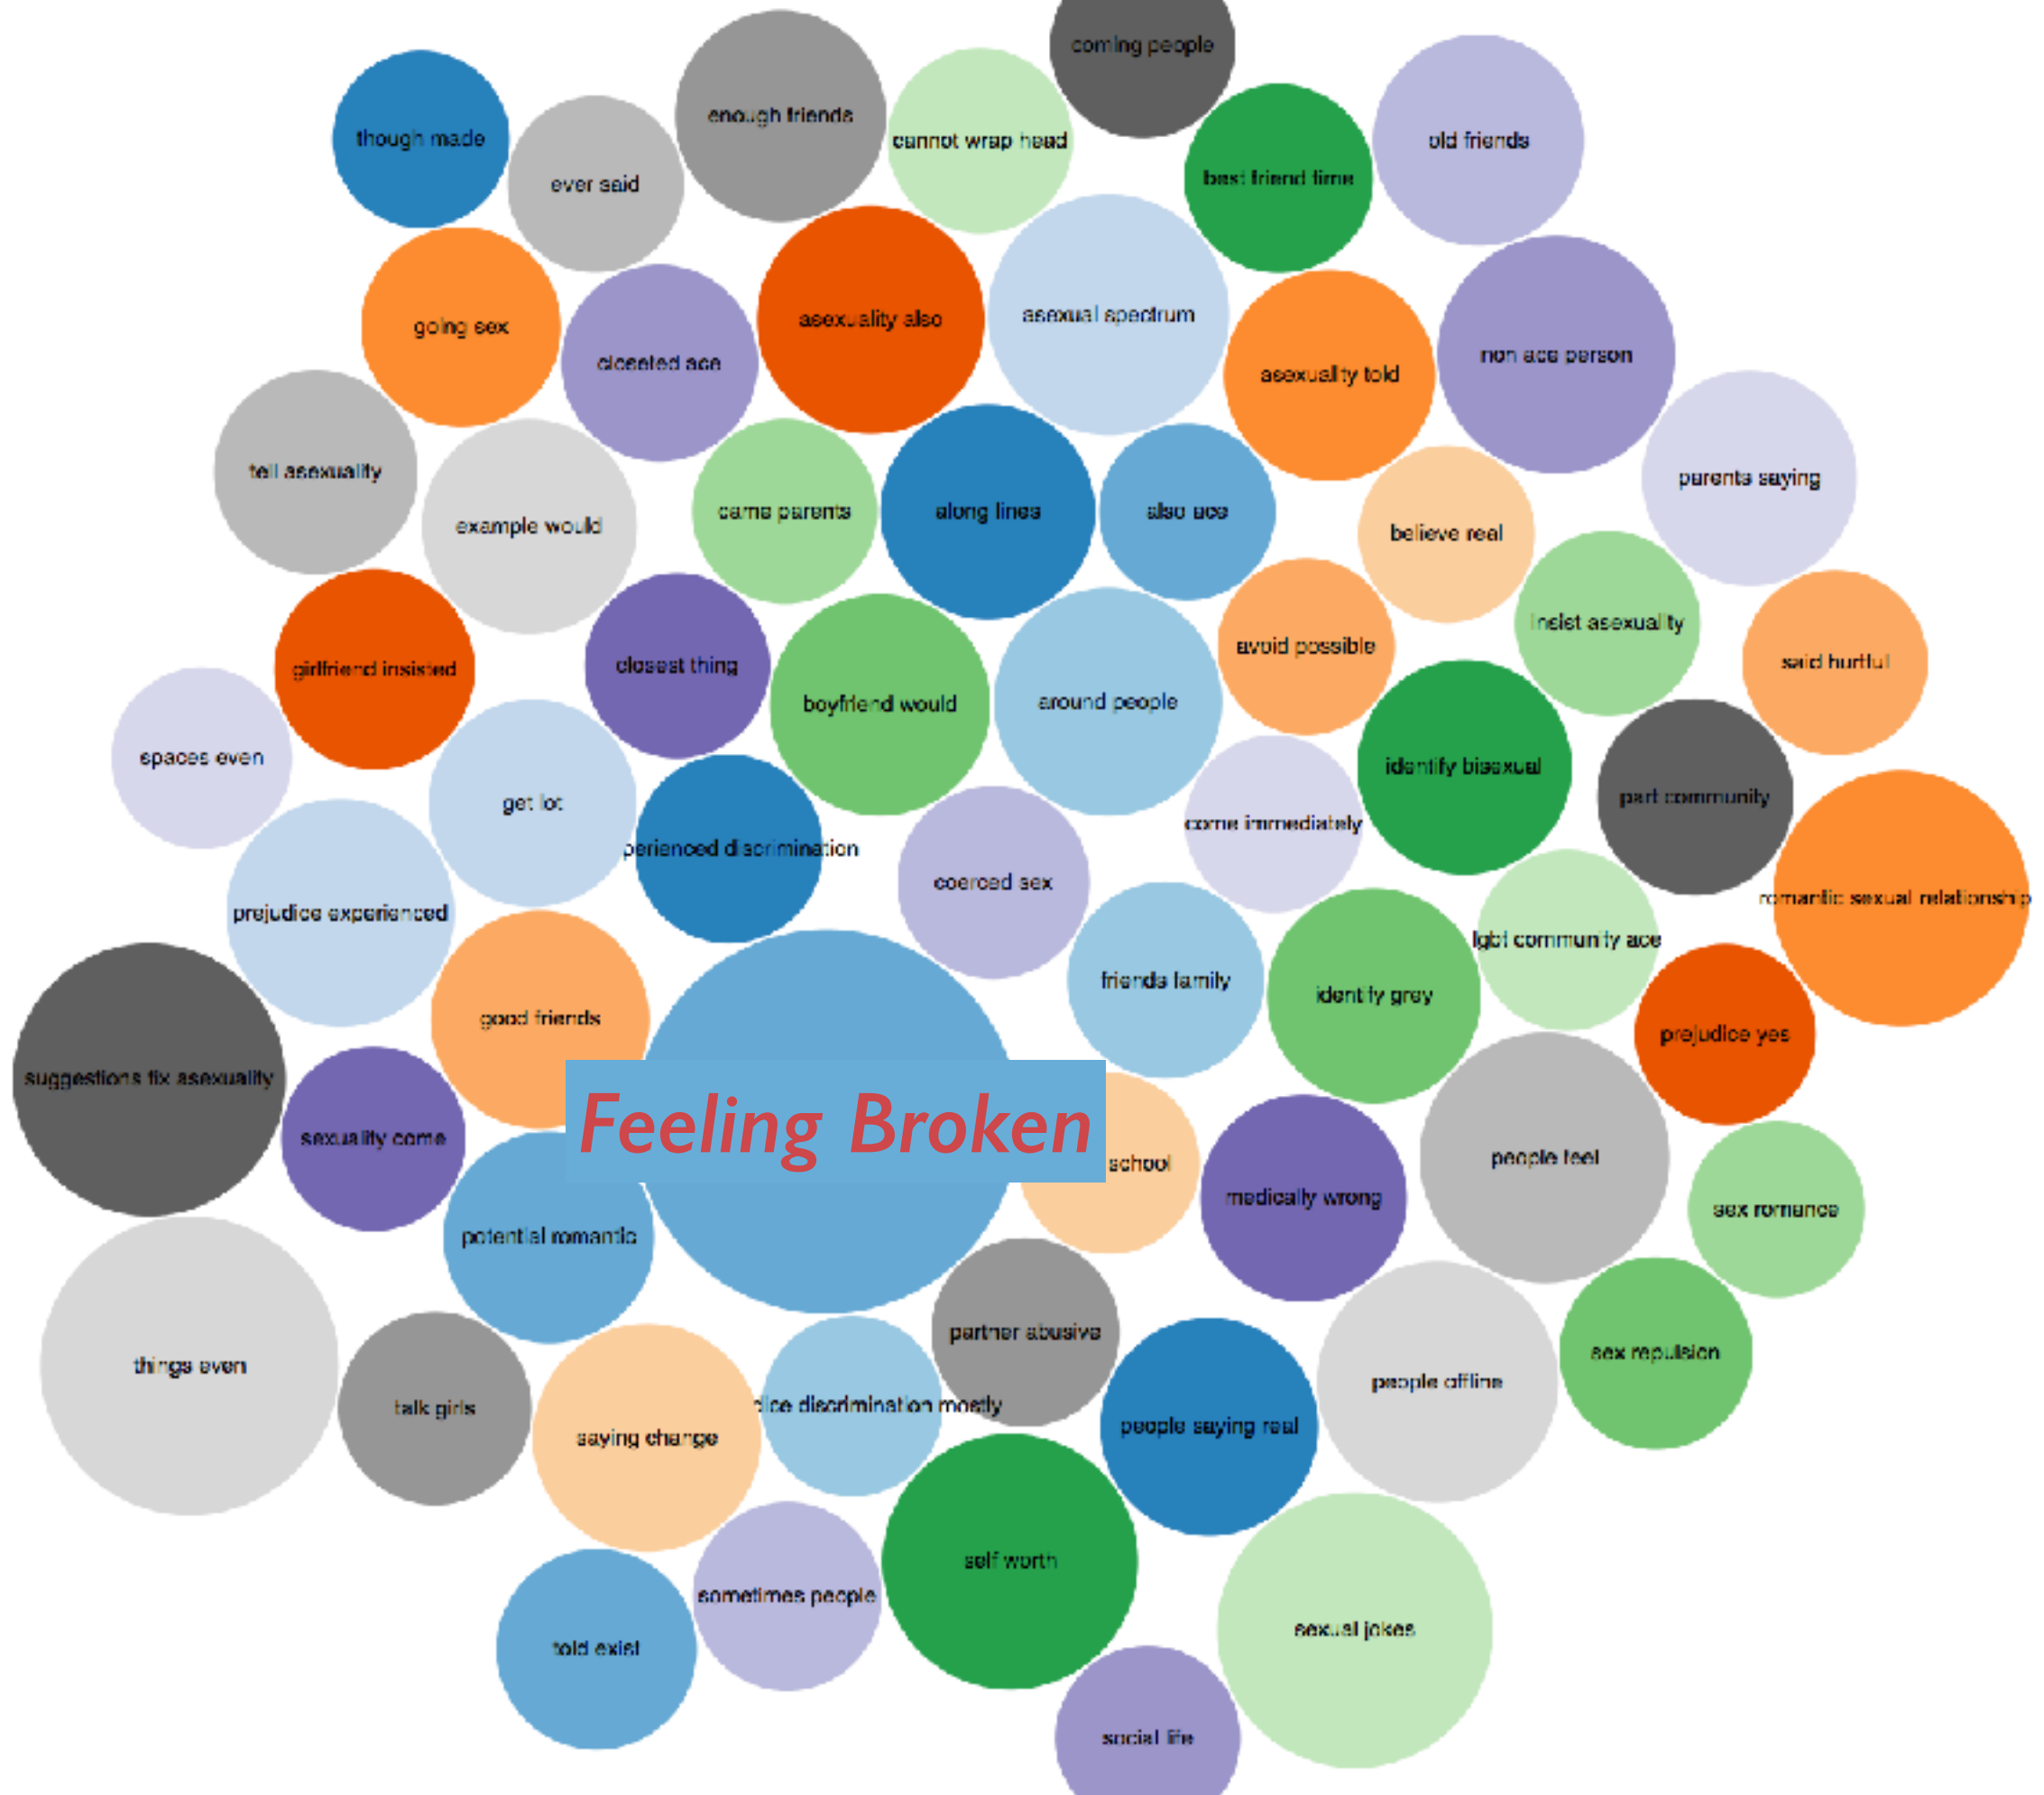 coming people
enough friends
though made
cannot wrap head
old friends
ever said
best friend time
asexuality also
asexual spectrum
going sex
closeted ace
asexuality told
non ace person
tell asexuality
parents saying
example would
came parents
along lines
also ace
believe real
insist asexuality
girlfriend insisted
closest thing
avoid possible
said hurtful
boyfriend would
around people
spaces even
get lot
identify bisexual
part community
perienced discrimination
come immediately
coerced sex
romantic sexual relationship
prejudice experienced
lgbt community ace
friends family
identify grey
good friends
prejudice yes
suggestions fix asexuality
Feeling Broken
sexuality come
school
people feel
medically wrong
sex romance
potential romantic
partner abusive
sex repulsion
things even
people offline
talk girls
dice discrimination mostly
people saying real
saying change
self worth
sometimes people
sexual jokes
told exist
social life